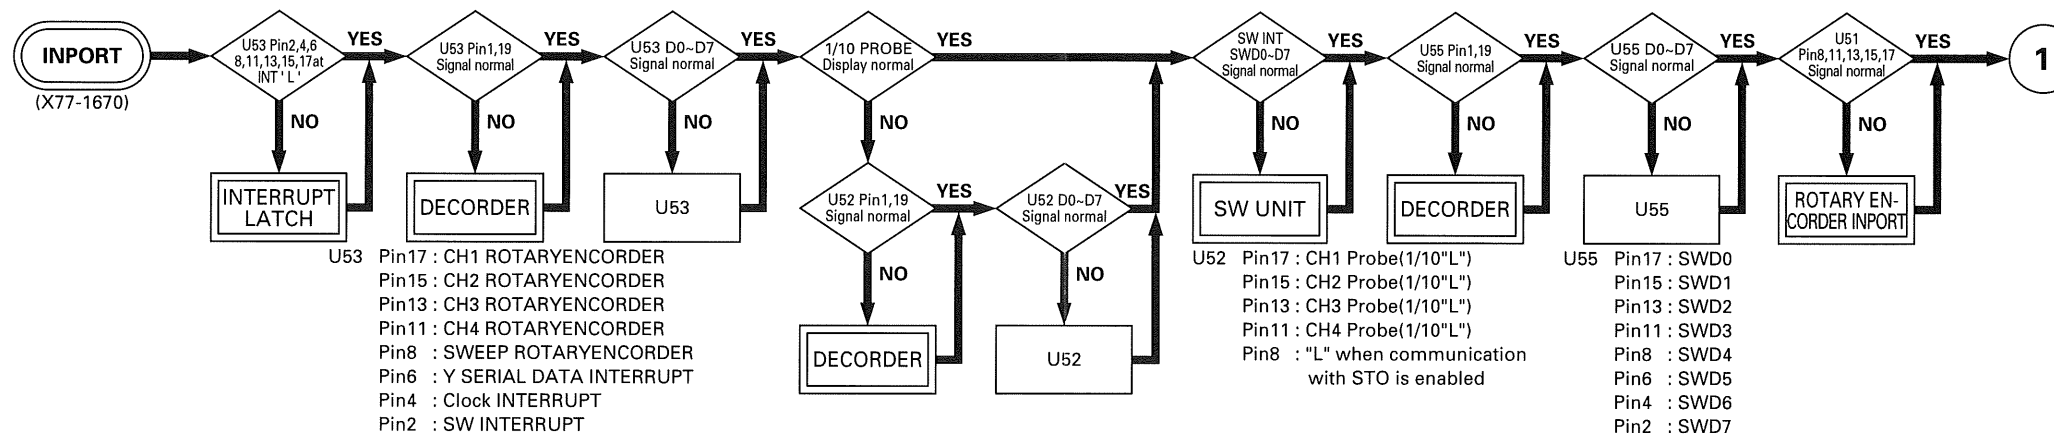 INPORT
(X77-1670)
U53 Pin2,4,6
8,11,13,15,17at
INT ' L '
YES
NO
INTERRUPT
LATCH
U53 Pin1,19
Signal normal
YES
NO
DECORDER
U53 D0~D7
Signal normal
YES
NO
U53
1/10 PROBE
Display normal
YES
NO
U52 Pin1,19
Signal normal
YES
NO
DECORDER
U52 D0~D7
Signal normal
YES
NO
U52
SW INT
SWD0~D7
Signal normal
YES
NO
SW UNIT
U55 Pin1,19
Signal normal
YES
NO
DECORDER
U55 D0~D7
Signal normal
YES
NO
U55
U51
Pin8,11,13,15,17
Signal normal
YES
NO
ROTARY EN-
CORDER INPORT
1
U53 Pin17 : CH1 ROTARYENCORDER
Pin15 : CH2 ROTARYENCORDER
Pin13 : CH3 ROTARYENCORDER
Pin11 : CH4 ROTARYENCORDER
Pin8 : SWEEP ROTARYENCORDER
Pin6 : Y SERIAL DATA INTERRUPT
Pin4 : Clock INTERRUPT
Pin2 : SW INTERRUPT
U52 Pin17 : CH1 Probe(1/10"L")
Pin15 : CH2 Probe(1/10"L")
Pin13 : CH3 Probe(1/10"L")
Pin11 : CH4 Probe(1/10"L")
Pin8 : "L" when communication
with STO is enabled
U55 Pin17 : SWD0
Pin15 : SWD1
Pin13 : SWD2
Pin11 : SWD3
Pin8 : SWD4
Pin6 : SWD5
Pin4 : SWD6
Pin2 : SWD7